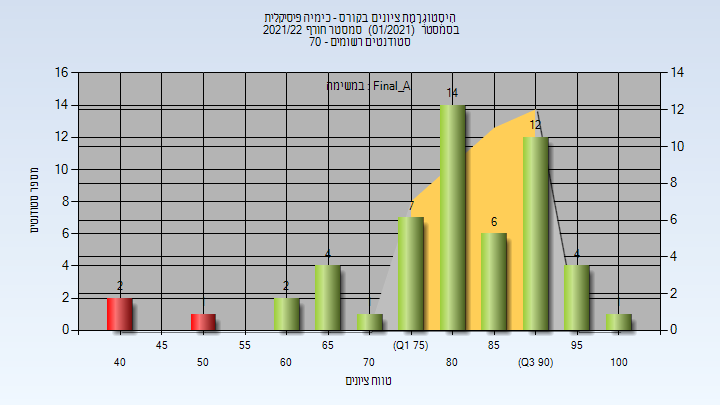 היסטוגרמת ציונים בקורס - כימיה פיסיקלית
בסמסטר (01/2021) סמסטר חורף 2021/22
סטודנטים רשומים - 70
במשימה : Final_A
16 14 12 10 8 6 4 2 0
מספר סטודנטים
14 12 10 8 6 4 2 0
2 1 2 4 1 7 14 6 12 4 1
45 55 65 (Q1 75) 85 95
40 50 60 70 80 (Q3 90) 100
טווח ציונים